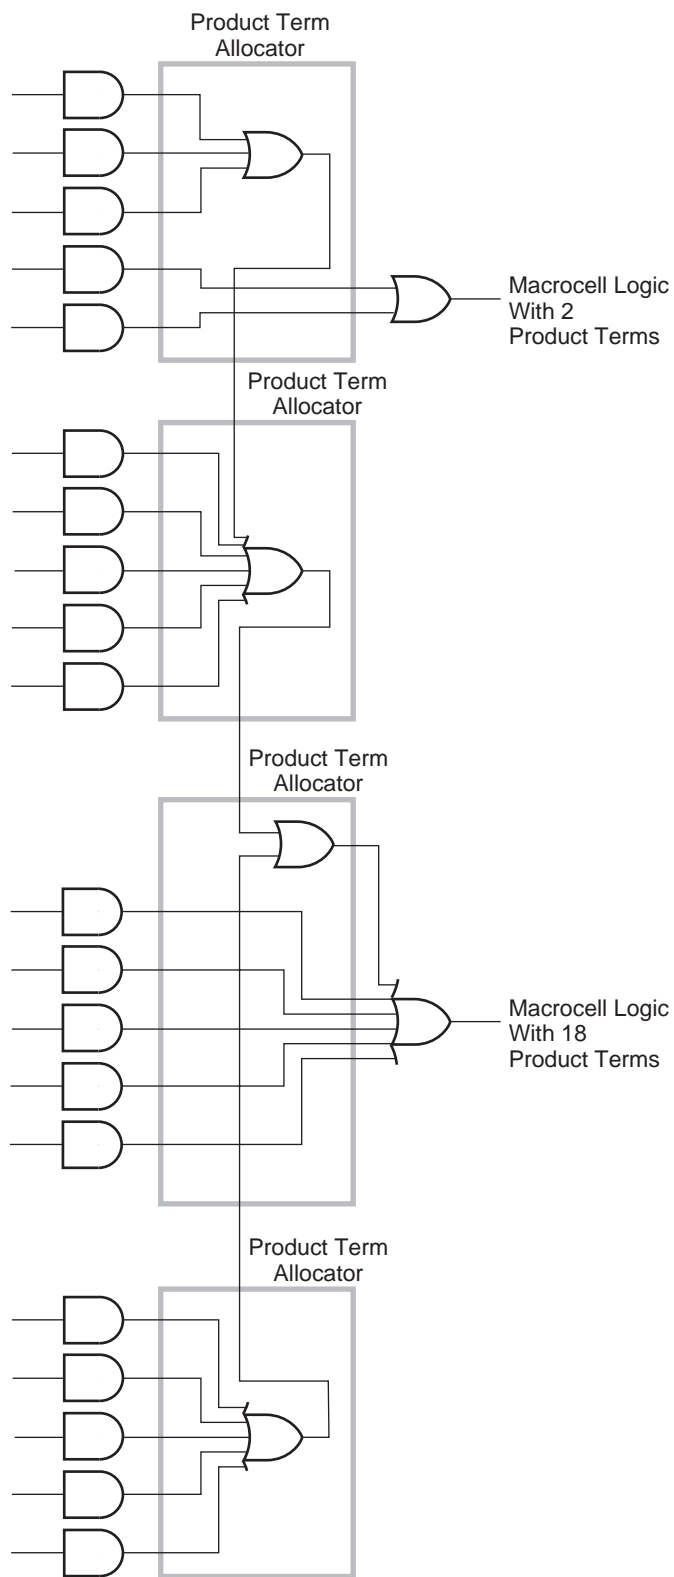 Product Term
Allocator
Macrocell Logic
With 2
Product Terms
Product Term
Allocator
Product Term
Allocator
Macrocell Logic
With 18
Product Terms
Product Term
Allocator